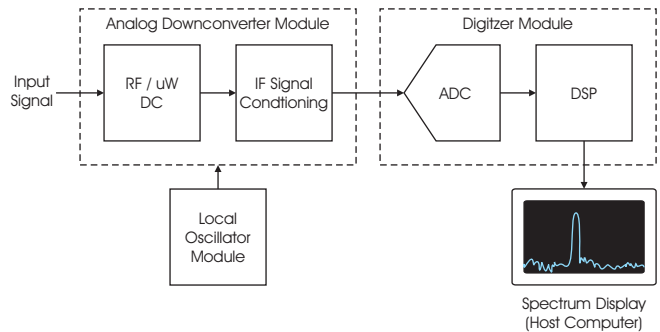 Analog Downconverter Module
Digitzer Module
Input
Signal
RF / uW
DC
IF Signal
Condtioning
ADC
DSP
Local
Oscillator
Module
Spectrum Display
(Host Computer)